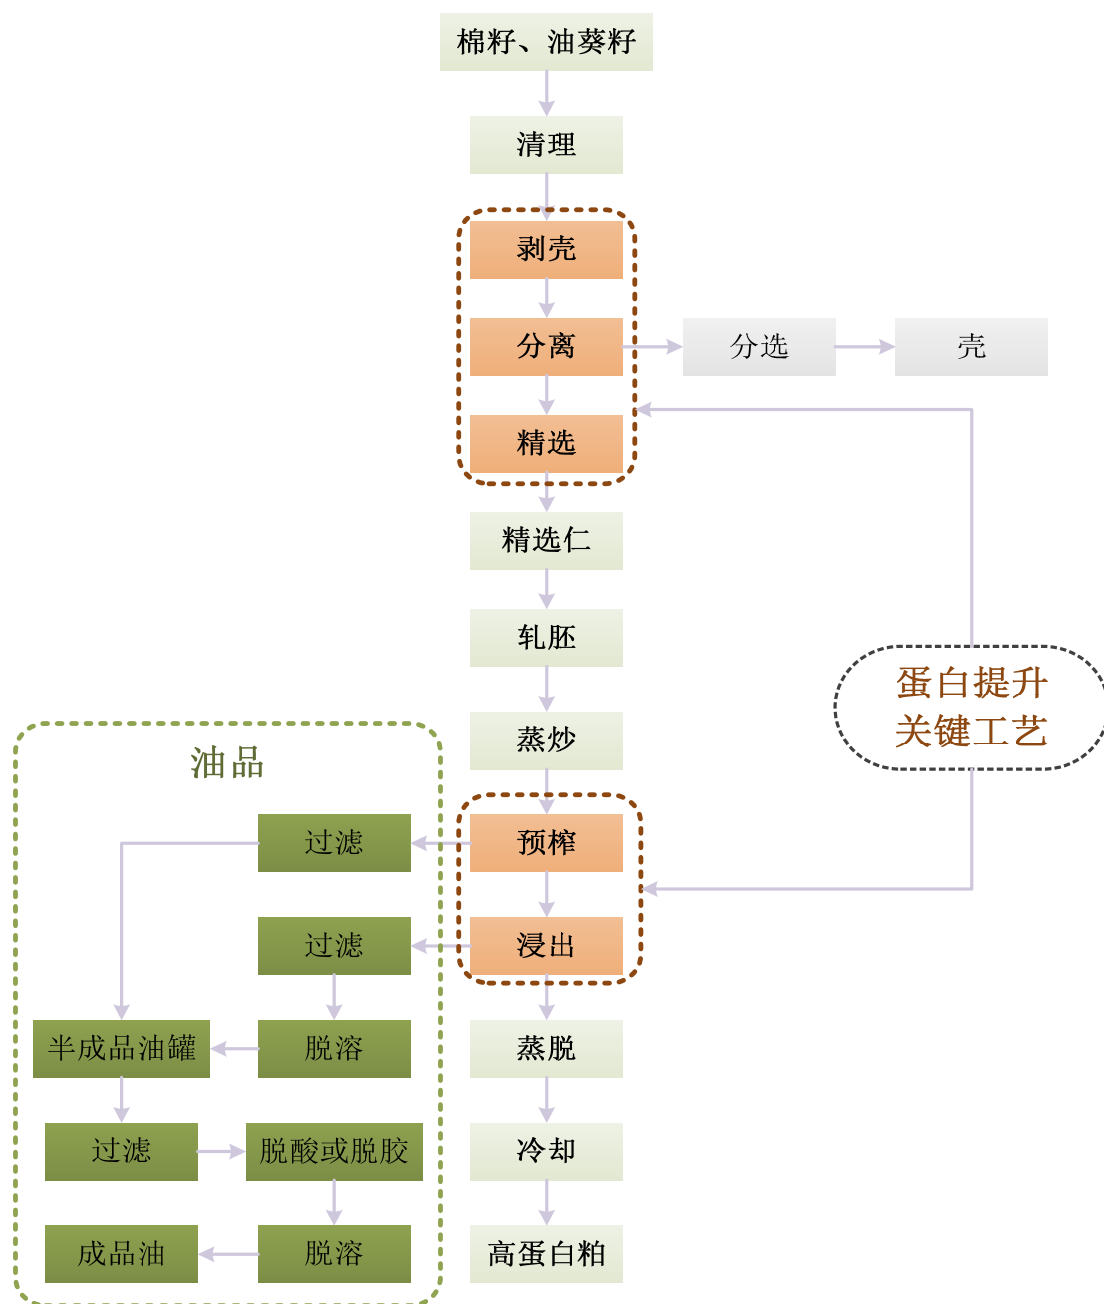 棉籽、油葵籽
清理
剥壳
分离
分选
壳
精选
精选仁
轧胚
蛋白提升
关键工艺
蒸炒
油品
过滤
预榨
过滤
浸出
半成品油罐
脱溶
蒸脱
过滤
脱酸或脱胶
冷却
成品油
脱溶
高蛋白粕